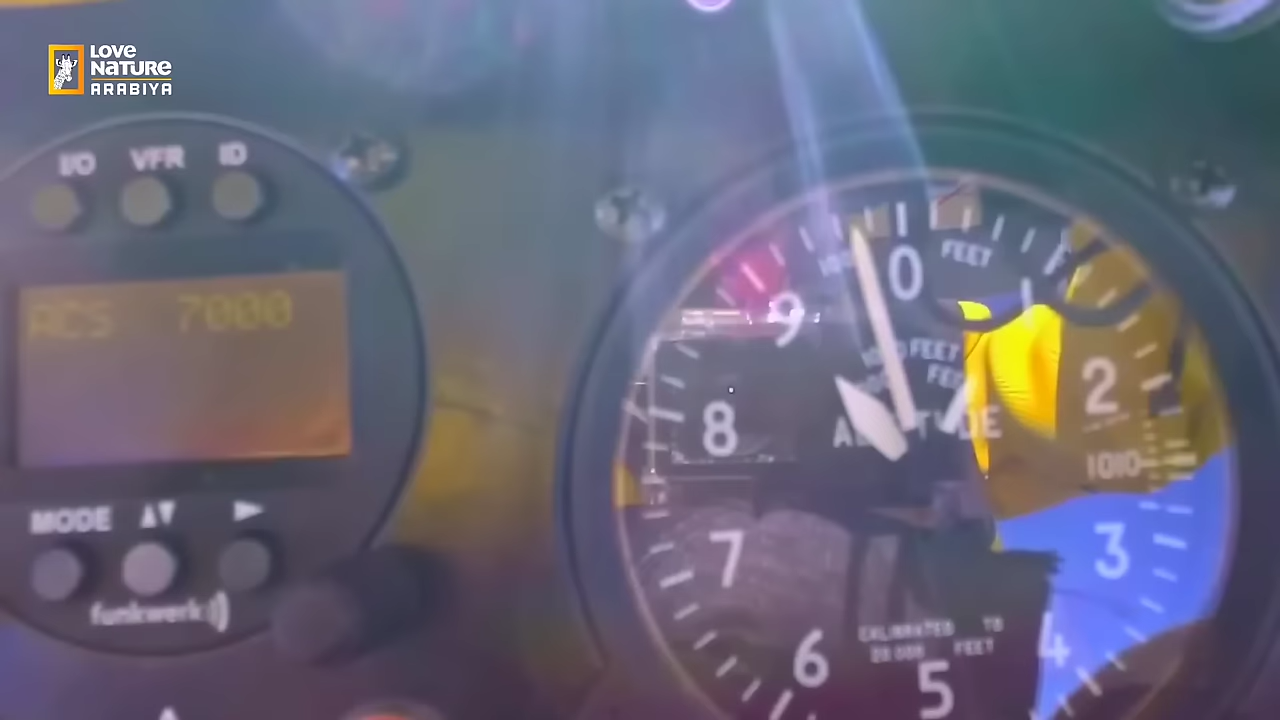 LOVE
NATURE
ARABIYA
I/O VFR ID
ACS 7000
MODE
funkwerk
0
FEET
9
FEET
2
8
1010
7
3
CALIBRATED TO
20 000 FEET
6
4
5